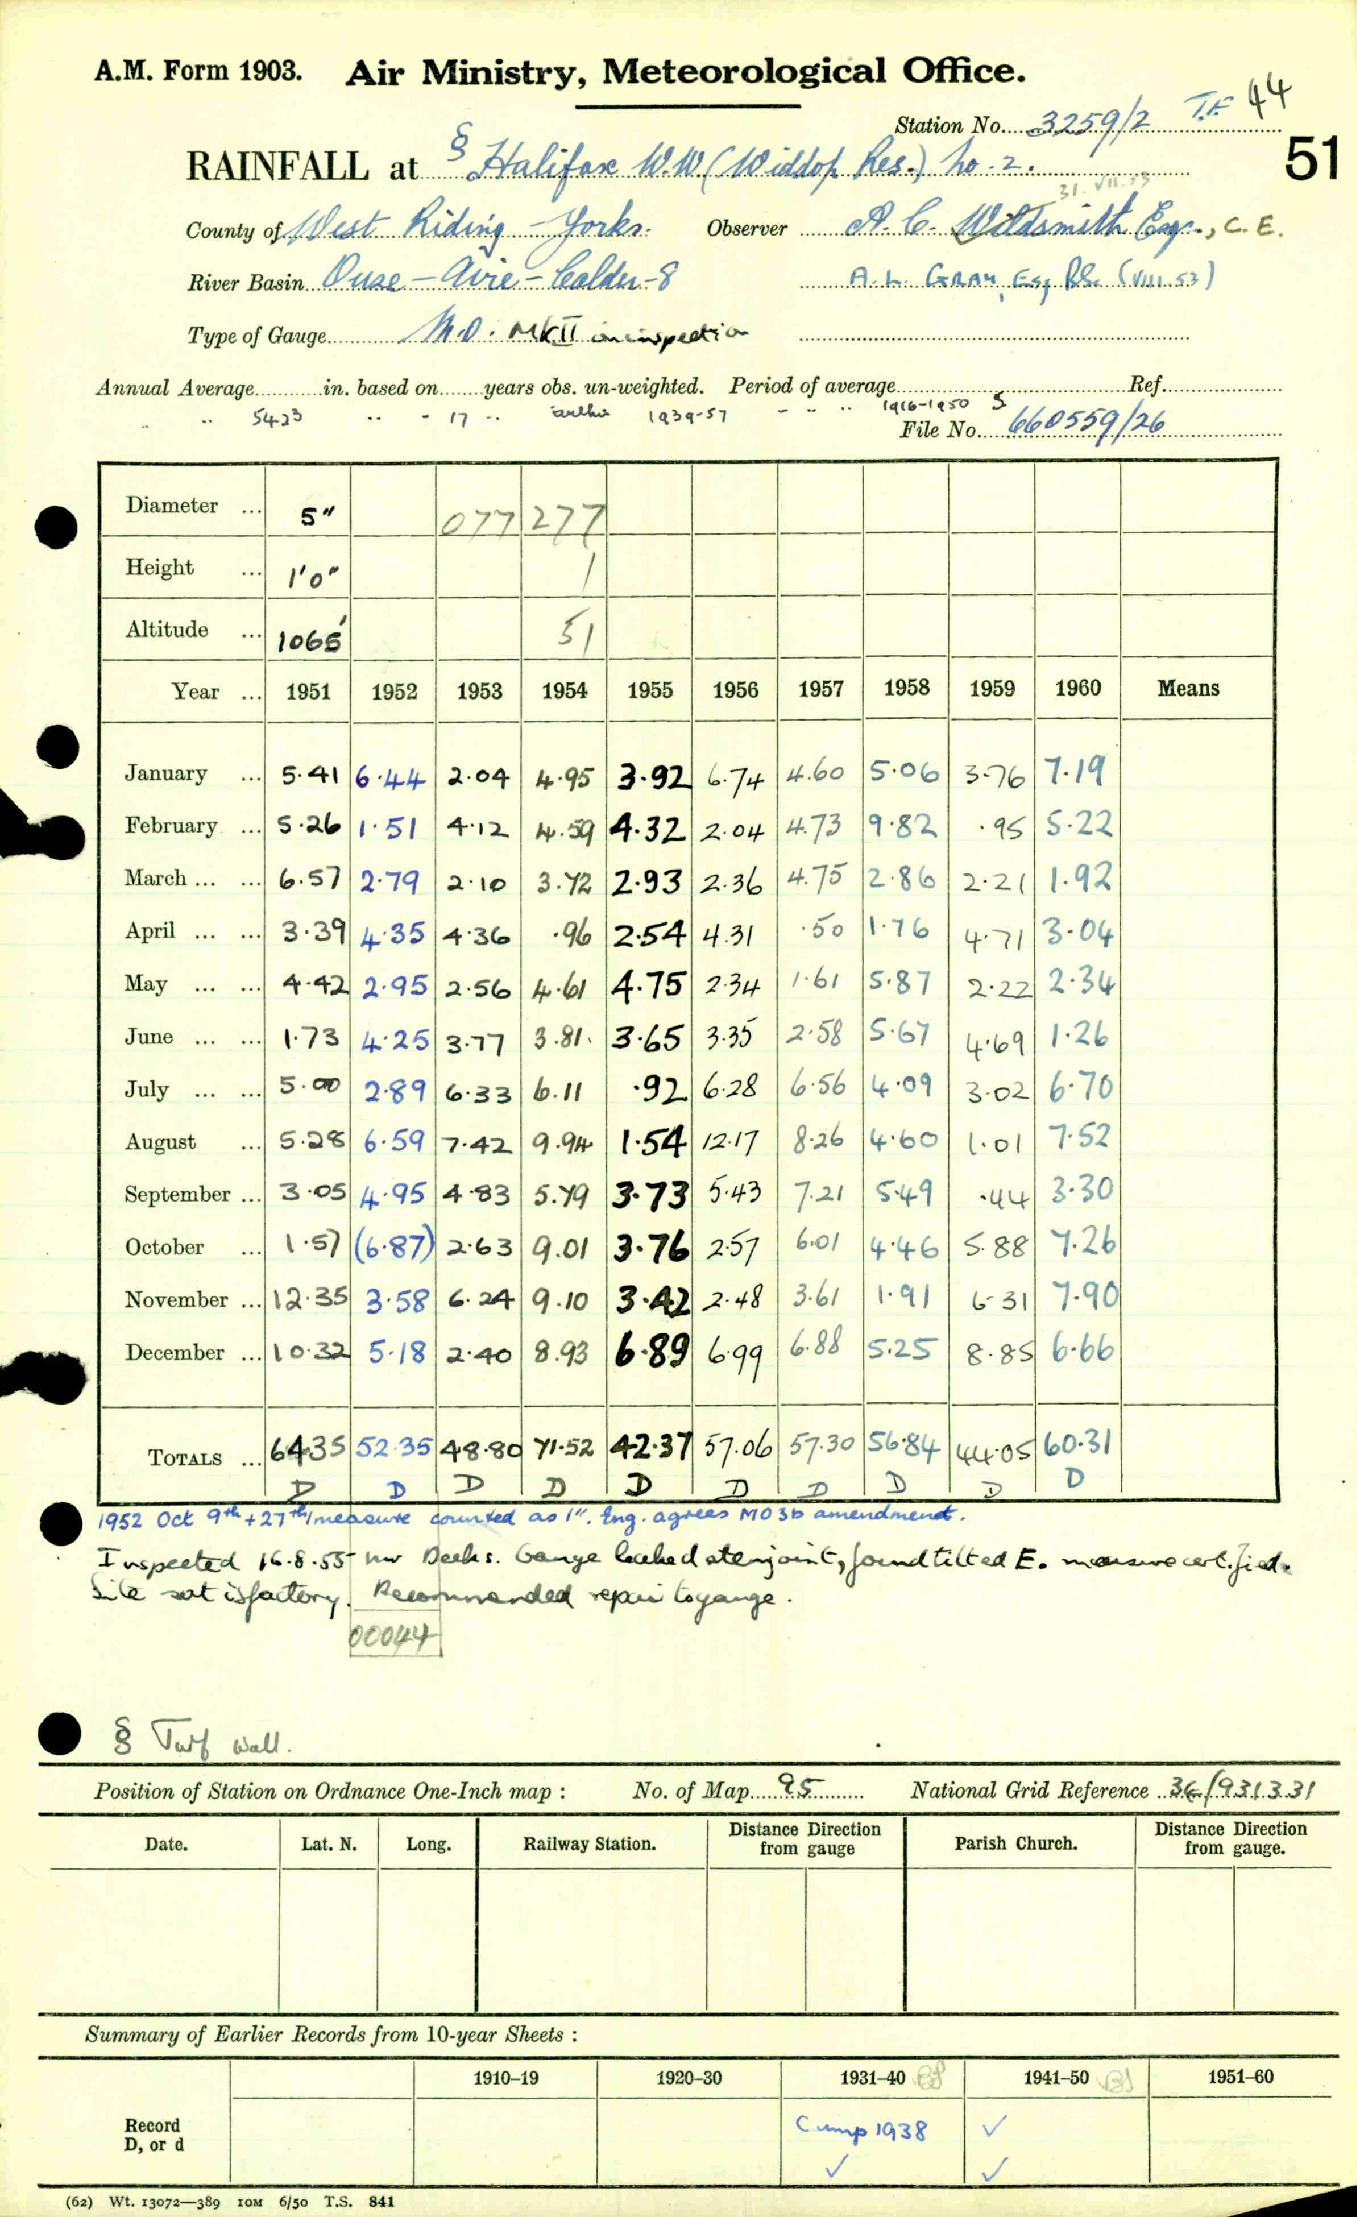 A.M. Form 1903. Air Ministry, Meteorological Office.
Station No. 3259/2 T.F 44
51
RAINFALL at § Halifax W.W. (Widdop Res.) No. 2.
31.VII.53
County of West Riding - Yorks. Observer A. C. Wildsmith Esq., C.E.
River Basin Ouse - Aire - Calder - 8 A. L. GRAY, Esq BSc. (VIII.53)
Type of Gauge M.O. MkII on inspection
Annual Average in. based on years obs. un-weighted. Period of average Ref.
" " 5423 " - 17 " 1939-57 - " " 1916-1950 S
File No. 660559/26
Diameter ... 5" 077 277
Height ... 1'0" 1
Altitude ... 1065' 51
Year ... 1951 1952 1953 1954 1955 1956 1957 1958 1959 1960 Means
January ... 5.41 6.44 2.04 4.95 3.92 6.74 4.60 5.06 3.76 7.19
February ... 5.26 1.51 4.12 4.59 4.32 2.04 4.73 9.82 .95 5.22
March ... ... 6.57 2.79 2.10 3.72 2.93 2.36 4.75 2.86 2.21 1.92
April ... ... 3.39 4.35 4.36 .96 2.54 4.31 .50 1.76 4.71 3.04
May ... ... 4.42 2.95 2.56 4.61 4.75 2.34 1.61 5.87 2.22 2.34
June ... ... 1.73 4.25 3.77 3.81 3.65 3.35 2.58 5.67 4.69 1.26
July ... ... 5.00 2.89 6.33 6.11 .92 6.28 6.56 4.09 3.02 6.70
August ... 5.28 6.59 7.42 9.94 1.54 12.17 8.26 4.60 1.01 7.52
September ... 3.05 4.95 4.83 5.79 3.73 5.43 7.21 5.49 .44 3.30
October ... 1.57 (6.87) 2.63 9.01 3.76 2.57 6.01 4.46 5.88 7.26
November ... 12.35 3.58 6.24 9.10 3.42 2.48 3.61 1.91 6.31 7.90
December ... 10.32 5.18 2.40 8.93 6.89 6.99 6.88 5.25 8.85 6.66
TOTALS ... 64.35 52.35 48.80 71.52 42.37 57.06 57.30 56.84 44.05 60.31
D D D D D D D D D D
1952 Oct 9th + 27th measure counted as 1". Eng. agrees MO3b amendment.
Inspected 16.8.55 Mr Deeks. Gauge leaked at enjoint, found tilted E. measure certified.
Site satisfactory. Recommended repair to gauge.
00044
§ Turf wall.
Position of Station on Ordnance One-Inch map : No. of Map 95 National Grid Reference 34/931331
Date. Lat. N. Long. Railway Station. Distance Direction from gauge Parish Church. Distance Direction from gauge.
Summary of Earlier Records from 10-year Sheets :
1910–19 1920–30 1931–40 1941–50 1951–60
Record Comp 1938 ✓
D, or d ✓ ✓
(62) Wt. 13072—389 10M 6/50 T.S. 841